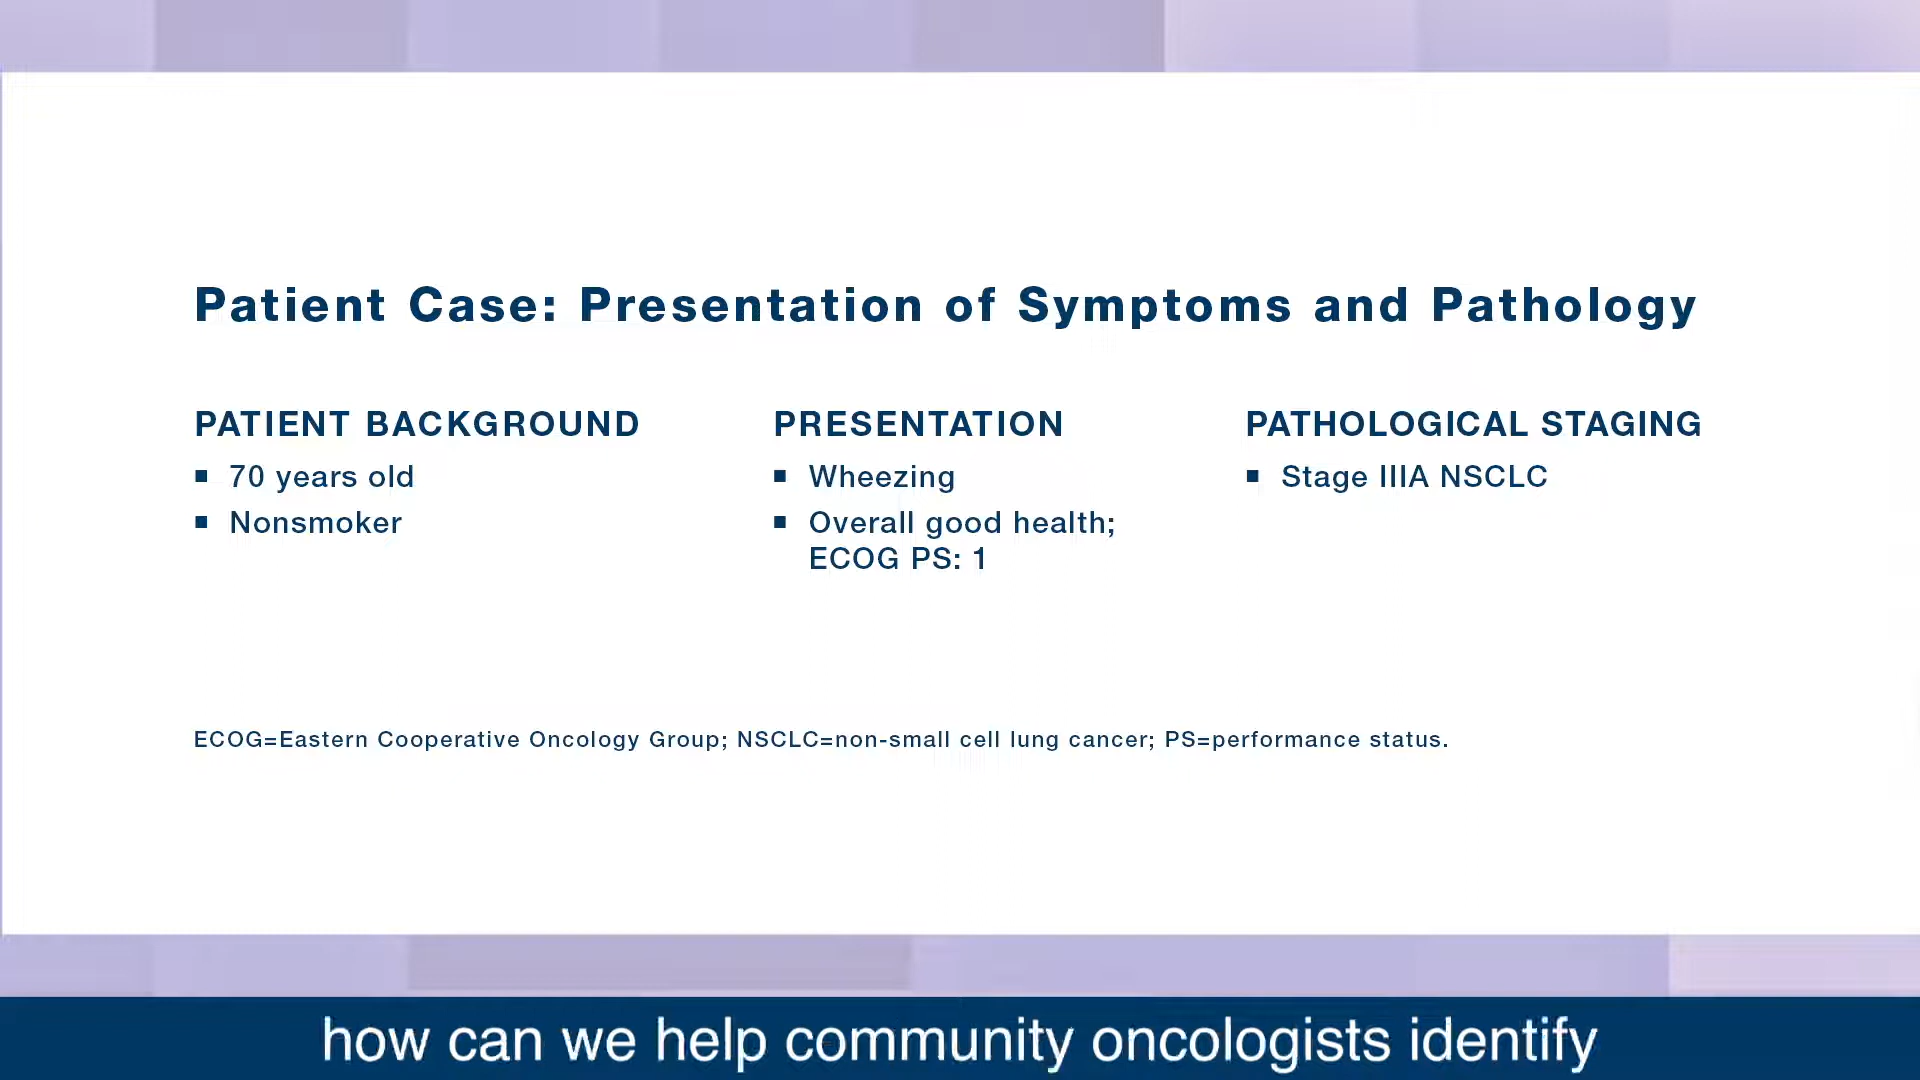 Patient Case: Presentation of Symptoms and Pathology
PATIENT BACKGROUND
■ 70 years old
■ Nonsmoker
PRESENTATION
■ Wheezing
■ Overall good health;
ECOG PS: 1
PATHOLOGICAL STAGING
■ Stage IIIA NSCLC
ECOG=Eastern Cooperative Oncology Group; NSCLC=non-small cell lung cancer; PS=performance status.
how can we help community oncologists identify